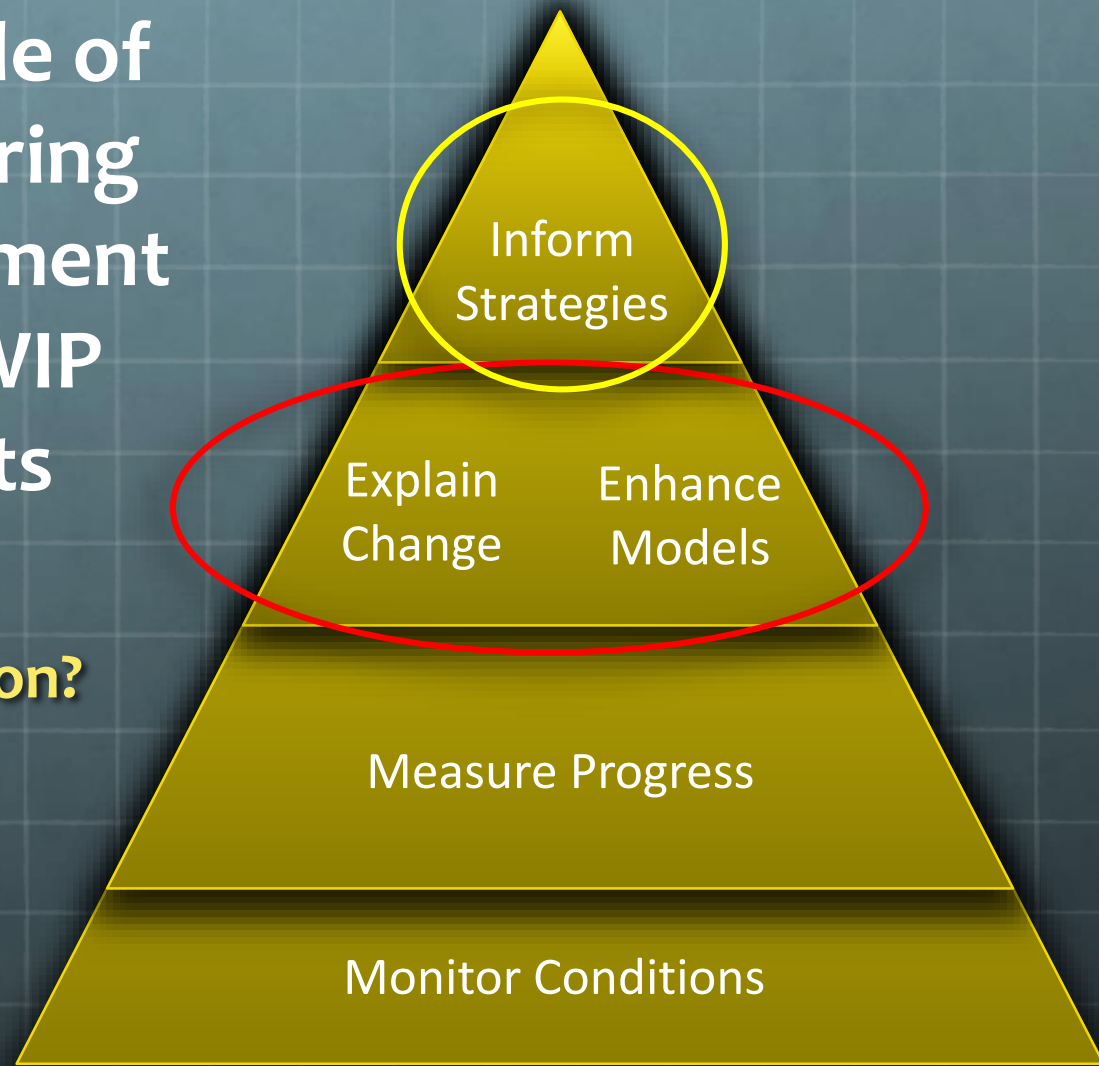 le of
ring
ment
VIP
ts
on?
Inform
Strategies
Explain
Change
Enhance
Models
Measure Progress
Monitor Conditions